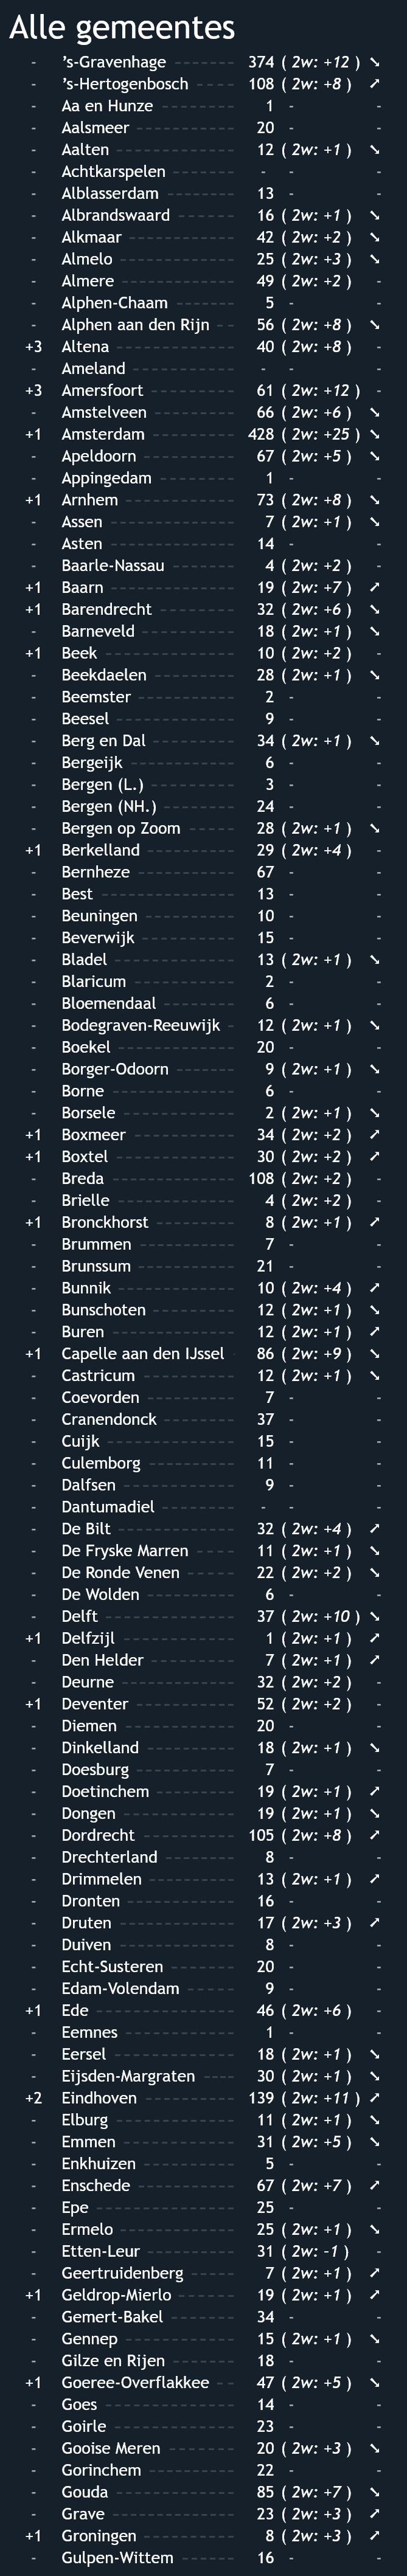 Alle gemeentes
- 's-Gravenhage 374 ( 2w: +12 ) ↘
- 's-Hertogenbosch 108 ( 2w: +8 ) ↗
- Aa en Hunze 1 - -
- Aalsmeer 20 - -
- Aalten 12 ( 2w: +1 ) ↘
- Achtkarspelen - - -
- Alblasserdam 13 - -
- Albrandswaard 16 ( 2w: +1 ) ↘
- Alkmaar 42 ( 2w: +2 ) ↘
- Almelo 25 ( 2w: +3 ) ↘
- Almere 49 ( 2w: +2 ) -
- Alphen-Chaam 5 - -
- Alphen aan den Rijn 56 ( 2w: +8 ) ↘
+3 Altena 40 ( 2w: +8 ) -
- Ameland - - -
+3 Amersfoort 61 ( 2w: +12 ) -
- Amstelveen 66 ( 2w: +6 ) ↘
+1 Amsterdam 428 ( 2w: +25 ) ↘
- Apeldoorn 67 ( 2w: +5 ) ↘
- Appingedam 1 - -
+1 Arnhem 73 ( 2w: +8 ) ↘
- Assen 7 ( 2w: +1 ) ↘
- Asten 14 - -
- Baarle-Nassau 4 ( 2w: +2 ) -
+1 Baarn 19 ( 2w: +7 ) ↗
+1 Barendrecht 32 ( 2w: +6 ) ↘
- Barneveld 18 ( 2w: +1 ) ↘
+1 Beek 10 ( 2w: +2 ) -
- Beekdaelen 28 ( 2w: +1 ) ↘
- Beemster 2 - -
- Beesel 9 - -
- Berg en Dal 34 ( 2w: +1 ) ↘
- Bergeijk 6 - -
- Bergen (L.) 3 - -
- Bergen (NH.) 24 - -
- Bergen op Zoom 28 ( 2w: +1 ) ↘
+1 Berkelland 29 ( 2w: +4 ) -
- Bernheze 67 - -
- Best 13 - -
- Beuningen 10 - -
- Beverwijk 15 - -
- Bladel 13 ( 2w: +1 ) ↘
- Blaricum 2 - -
- Bloemendaal 6 - -
- Bodegraven-Reeuwijk 12 ( 2w: +1 ) ↘
- Boekel 20 - -
- Borger-Odoorn 9 ( 2w: +1 ) ↘
- Borne 6 - -
- Borsele 2 ( 2w: +1 ) ↘
+1 Boxmeer 34 ( 2w: +2 ) ↗
+1 Boxtel 30 ( 2w: +2 ) ↗
- Breda 108 ( 2w: +2 ) -
- Brielle 4 ( 2w: +2 ) -
+1 Bronckhorst 8 ( 2w: +1 ) ↗
- Brummen 7 - -
- Brunssum 21 - -
- Bunnik 10 ( 2w: +4 ) ↗
- Bunschoten 12 ( 2w: +1 ) ↘
- Buren 12 ( 2w: +1 ) ↗
+1 Capelle aan den IJssel 86 ( 2w: +9 ) ↘
- Castricum 12 ( 2w: +1 ) ↘
- Coevorden 7 - -
- Cranendonck 37 - -
- Cuijk 15 - -
- Culemborg 11 - -
- Dalfsen 9 - -
- Dantumadiel - - -
- De Bilt 32 ( 2w: +4 ) ↗
- De Fryske Marren 11 ( 2w: +1 ) ↘
- De Ronde Venen 22 ( 2w: +2 ) ↘
- De Wolden 6 - -
- Delft 37 ( 2w: +10 ) ↘
+1 Delfzijl 1 ( 2w: +1 ) ↗
- Den Helder 7 ( 2w: +1 ) ↗
- Deurne 32 ( 2w: +2 ) -
+1 Deventer 52 ( 2w: +2 ) -
- Diemen 20 - -
- Dinkelland 18 ( 2w: +1 ) ↘
- Doesburg 7 - -
- Doetinchem 19 ( 2w: +1 ) ↗
- Dongen 19 ( 2w: +1 ) ↘
- Dordrecht 105 ( 2w: +8 ) ↗
- Drechterland 8 - -
- Drimmelen 13 ( 2w: +1 ) ↗
- Dronten 16 - -
- Druten 17 ( 2w: +3 ) ↗
- Duiven 8 - -
- Echt-Susteren 20 - -
- Edam-Volendam 9 - -
+1 Ede 46 ( 2w: +6 ) -
- Eemnes 1 - -
- Eersel 18 ( 2w: +1 ) ↘
- Eijsden-Margraten 30 ( 2w: +1 ) ↘
+2 Eindhoven 139 ( 2w: +11 ) ↗
- Elburg 11 ( 2w: +1 ) ↘
- Emmen 31 ( 2w: +5 ) ↘
- Enkhuizen 5 - -
- Enschede 67 ( 2w: +7 ) ↗
- Epe 25 - -
- Ermelo 25 ( 2w: +1 ) ↘
- Etten-Leur 31 ( 2w: -1 ) -
- Geertruidenberg 7 ( 2w: +1 ) ↗
+1 Geldrop-Mierlo 19 ( 2w: +1 ) ↗
- Gemert-Bakel 34 - -
- Gennep 15 ( 2w: +1 ) ↘
- Gilze en Rijen 18 - -
+1 Goeree-Overflakkee 47 ( 2w: +5 ) ↘
- Goes 14 - -
- Goirle 23 - -
- Gooise Meren 20 ( 2w: +3 ) ↘
- Gorinchem 22 - -
- Gouda 85 ( 2w: +7 ) ↘
- Grave 23 ( 2w: +3 ) ↗
+1 Groningen 8 ( 2w: +3 ) ↗
- Gulpen-Wittem 16 - -